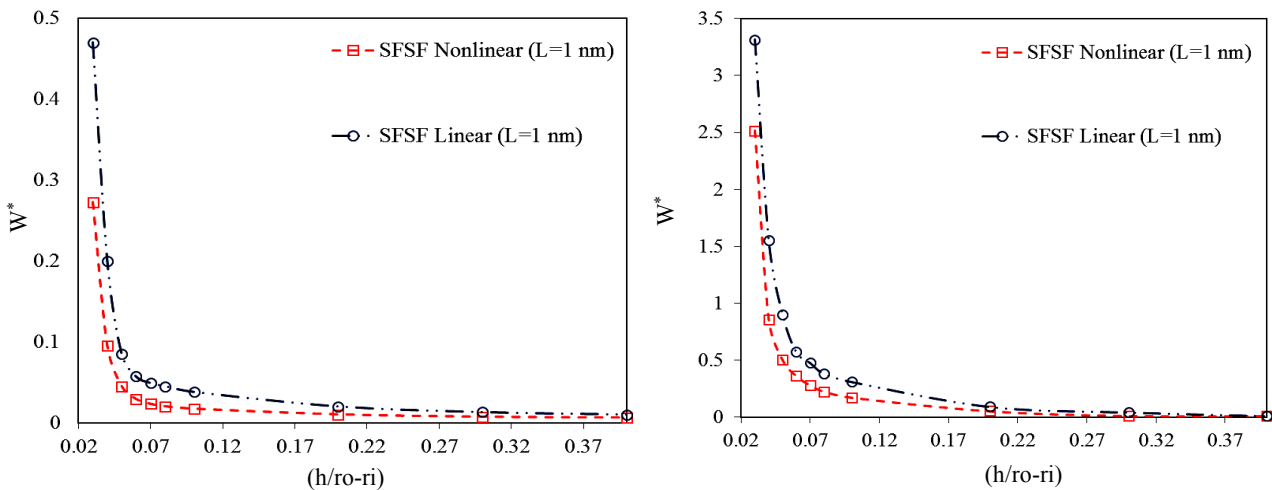 0.5
0.4
0.3
0.2
0.1
0
W*
SFSF Nonlinear (L=1 nm)
SFSF Linear (L=1 nm)
0.02 0.07 0.12 0.17 0.22 0.27 0.32 0.37
(h/ro-ri)
3.5
3
2.5
2
1.5
1
0.5
0
W*
SFSF Nonlinear (L=1 nm)
SFSF Linear (L=1 nm)
0.02 0.07 0.12 0.17 0.22 0.27 0.32 0.37
(h/ro-ri)